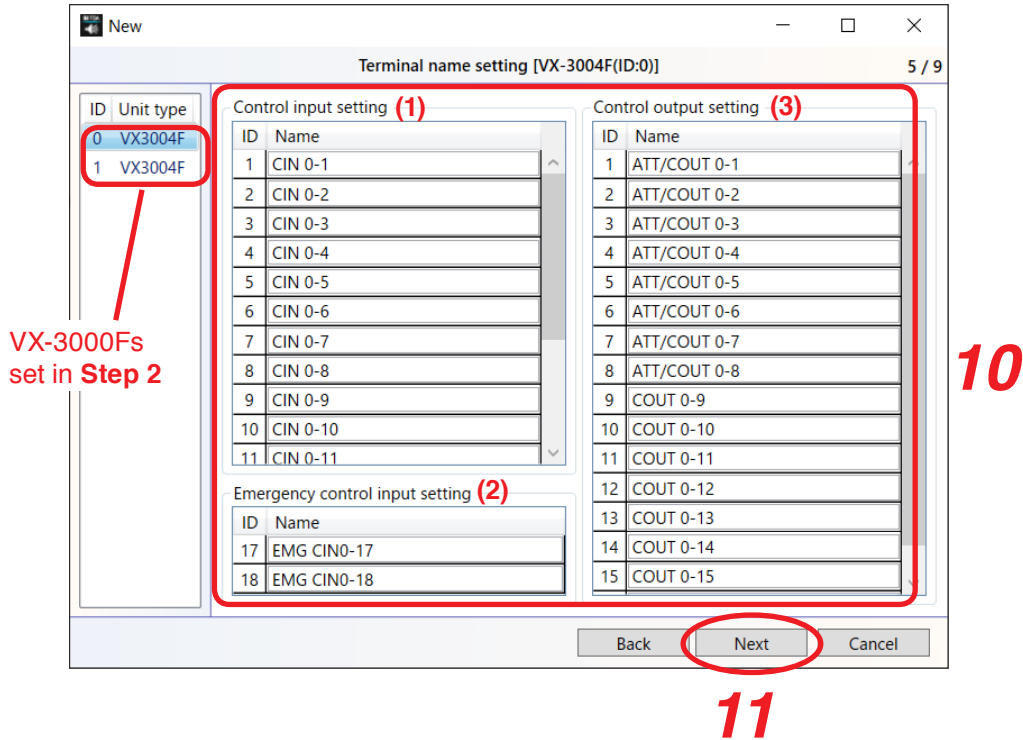 New
Terminal name setting [VX-3004F(ID:0)]
5 / 9
ID Unit type
0 VX3004F
1 VX3004F
VX-3000Fs
set in Step 2
Control input setting (1)
ID Name
1 CIN 0-1
2 CIN 0-2
3 CIN 0-3
4 CIN 0-4
5 CIN 0-5
6 CIN 0-6
7 CIN 0-7
8 CIN 0-8
9 CIN 0-9
10 CIN 0-10
11 CIN 0-11
Emergency control input setting (2)
ID Name
17 EMG CIN0-17
18 EMG CIN0-18
Control output setting (3)
ID Name
1 ATT/COUT 0-1
2 ATT/COUT 0-2
3 ATT/COUT 0-3
4 ATT/COUT 0-4
5 ATT/COUT 0-5
6 ATT/COUT 0-6
7 ATT/COUT 0-7
8 ATT/COUT 0-8
9 COUT 0-9
10 COUT 0-10
11 COUT 0-11
12 COUT 0-12
13 COUT 0-13
14 COUT 0-14
15 COUT 0-15
10
Back Next Cancel
11